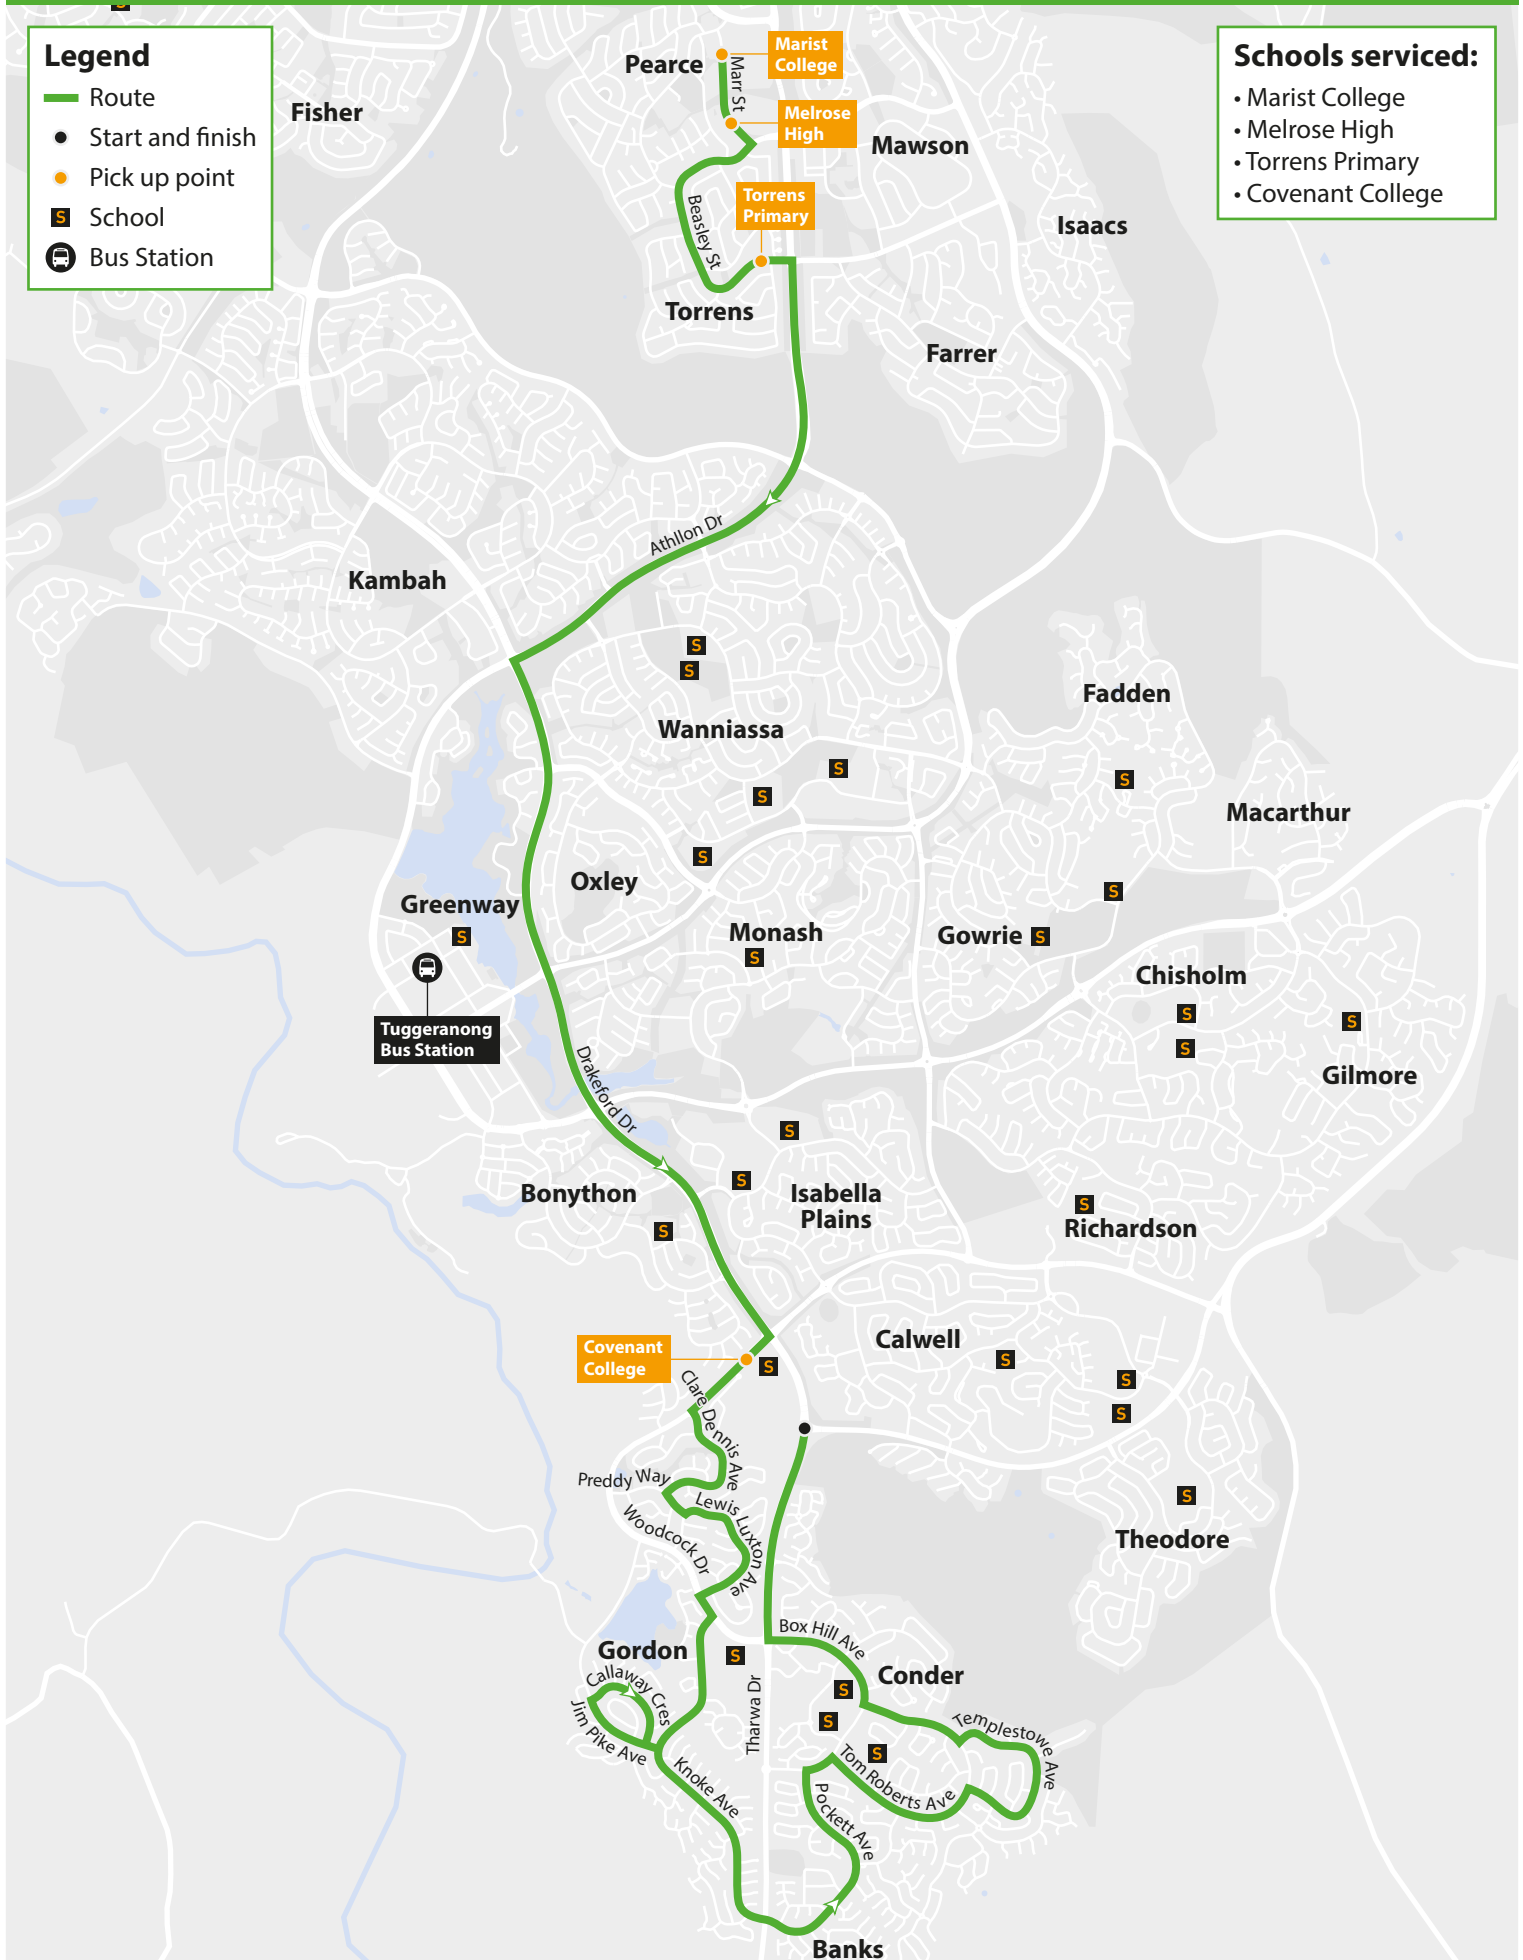 Legend
Route
Start and finish
Pick up point
S School
Bus Station
Schools serviced:
• Marist College
• Melrose High
• Torrens Primary
• Covenant College
Pearce
Marist
College
Marr St
Fisher
Melrose
High
Mawson
Torrens
Primary
Beasley St
Isaacs
Torrens
Farrer
Athllon Dr
Kambah
S
S
Fadden
Wanniassa
S
S
S
Macarthur
S
Oxley
S
Greenway
S
Monash
S
Gowrie S
Chisholm
Tuggeranong
Bus Station
S
S
S
Gilmore
Drakeford Dr
S
S
Bonython
Isabella
Plains
S
Richardson
S
Covenant
College
S
Calwell
S
S
S
Clare Dennis Ave
Preddy Way
Lewis Luxton Ave
Woodcock Dr
S
Theodore
Box Hill Ave
Gordon
S
Callaway Cres
Conder
S
Jim Pike Ave
Tharwa Dr
S
Templestowe Ave
S
Tom Roberts Ave
Knoke Ave
Pockett Ave
Banks